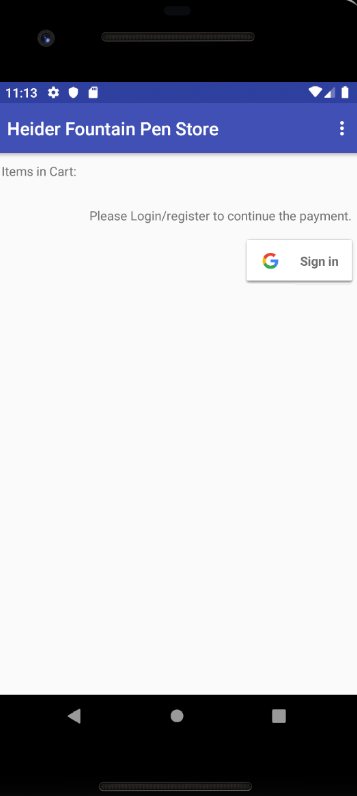 11:13
Heider Fountain Pen Store
Items in Cart:
Please Login/register to continue the payment.
Sign in